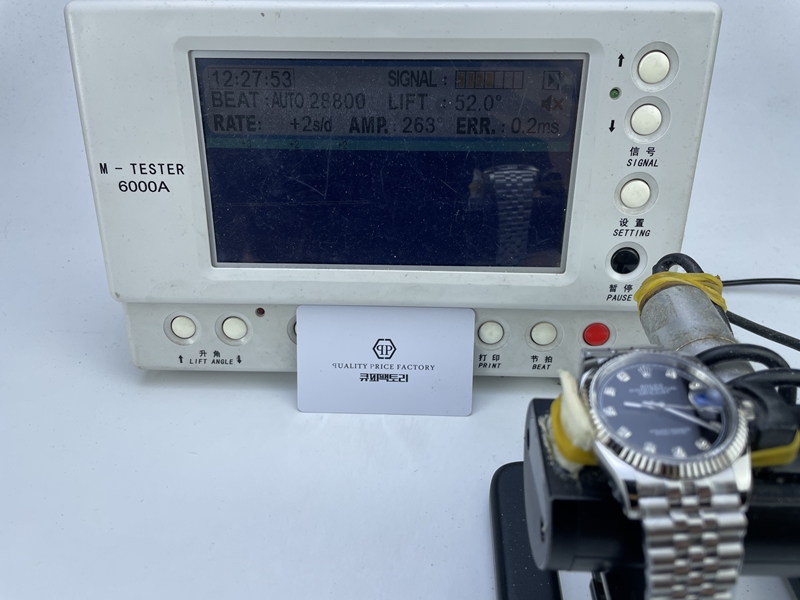 12:27:53 SIGNAL :
BEAT :AUTO 28800 LIFT : 52.0°
RATE: +2s/d AMP.: 263° ERR.: 0.2ms
M - TESTER
6000A
信号
SIGNAL
设置
SETTING
暂停
PAUSE
升角
LIFT ANGLE
打印
PRINT
节拍
BEAT
QUALITY PRICE FACTORY
큐피팩토리
ROLEX